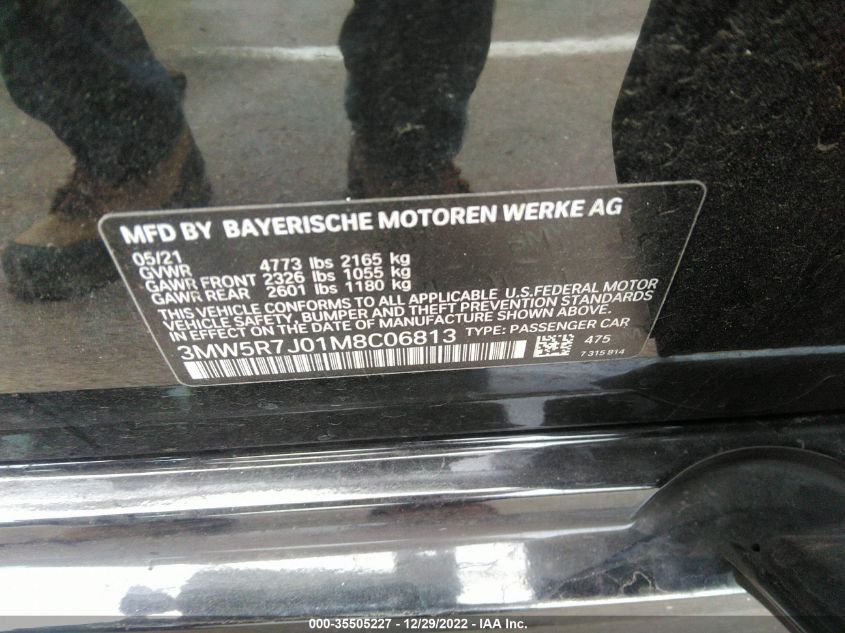 MFD BY BAYERISCHE MOTOREN WERKE AG
05/21
GVWR 4773 lbs 2165 kg
GAWR FRONT 2326 lbs 1055 kg
GAWR REAR 2601 lbs 1180 kg
THIS VEHICLE CONFORMS TO ALL APPLICABLE U.S.FEDERAL MOTOR
VEHICLE SAFETY, BUMPER, AND THEFT PREVENTION STANDARDS
IN EFFECT ON THE DATE OF MANUFACTURE SHOWN ABOVE.
3MW5R7J01M8C06813 TYPE: PASSENGER CAR
475
7 315 814
000-35505227 - 12/29/2022 - IAA Inc.